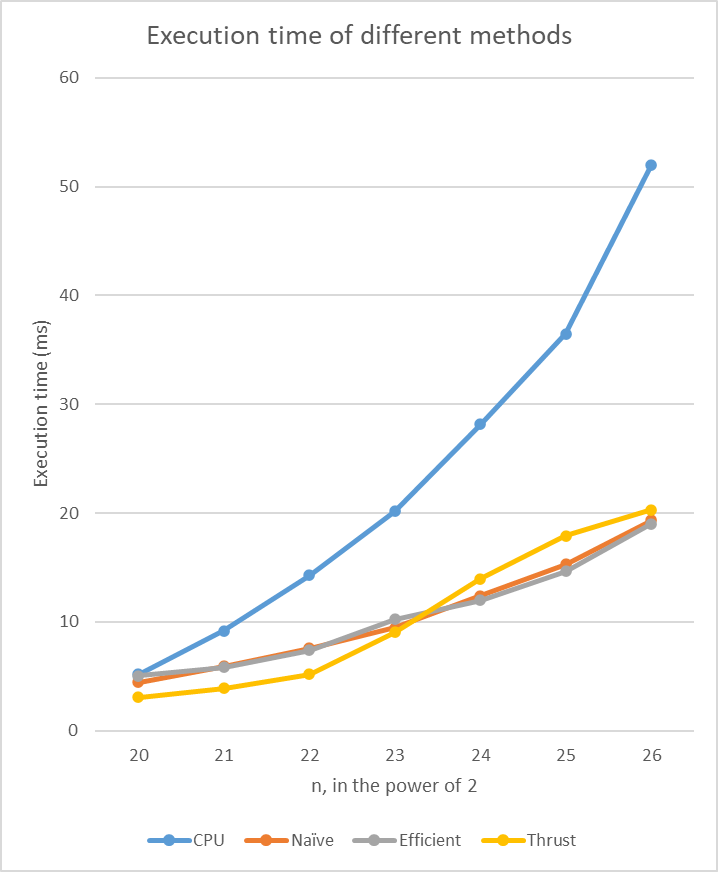 Execution time of different methods
60
50
40
30
20
10
0
Execution time (ms)
20 21 22 23 24 25 26
n, in the power of 2
CPU Naïve Efficient Thrust